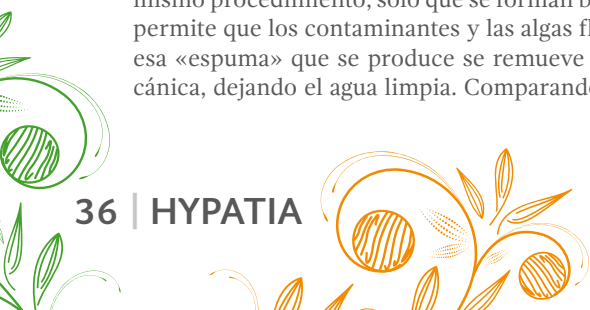 mismo procedimiento, sólo que se forman b
permite que los contaminantes y las algas fl
esa «espuma» que se produce se remueve
cánica, dejando el agua limpia. Comparando
36 | HYPATIA